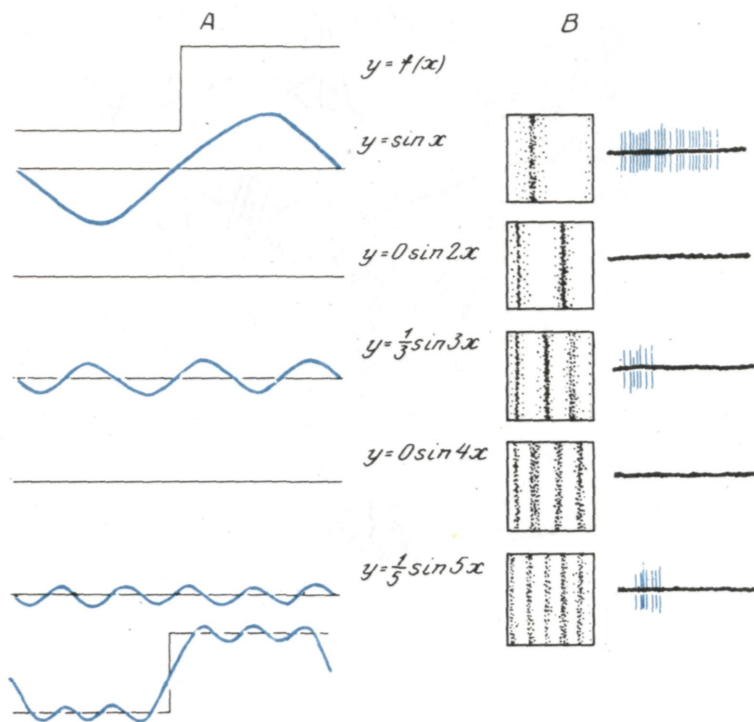 A B
y=f(x)
y=sin x
y=0 sin 2x
y=1/3 sin 3x
y=0 sin 4x
y=1/5 sin 5x